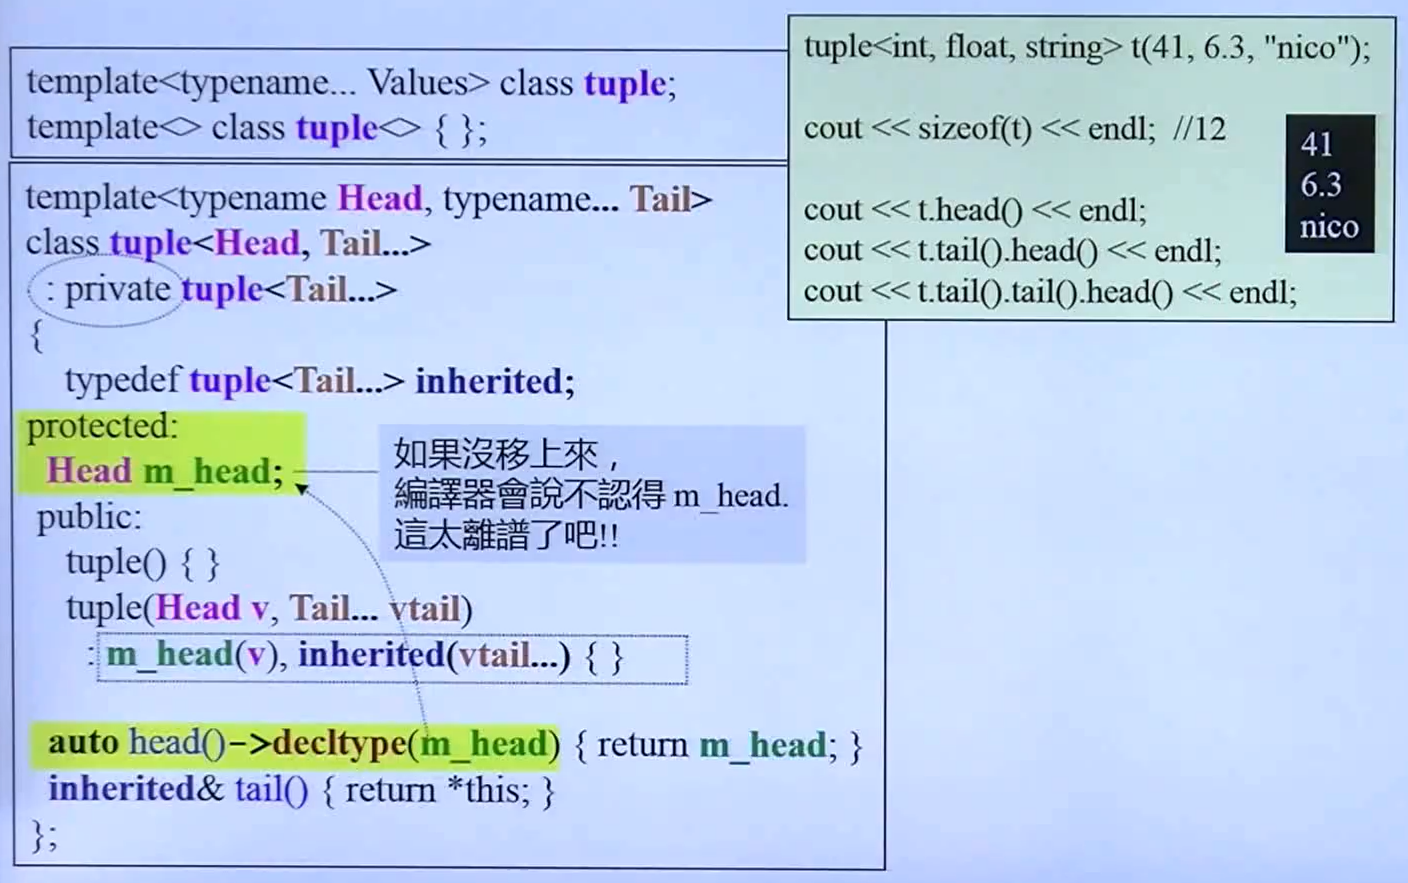 template<typename... Values> class tuple;
template<> class tuple<> { };
template<typename Head, typename... Tail>
class tuple<Head, Tail...>
: private tuple<Tail...>
{
typedef tuple<Tail...> inherited;
protected:
Head m_head;
public:
tuple() { }
tuple(Head v, Tail... vtail)
: m_head(v), inherited(vtail...) { }
auto head()->decltype(m_head) { return m_head; }
inherited& tail() { return *this; }
};
如果沒移上來，
編譯器會說不認得 m_head.
這太離譜了吧!!
tuple<int, float, string> t(41, 6.3, "nico");
cout << sizeof(t) << endl; //12
cout << t.head() << endl;
cout << t.tail().head() << endl;
cout << t.tail().tail().head() << endl;
41
6.3
nico